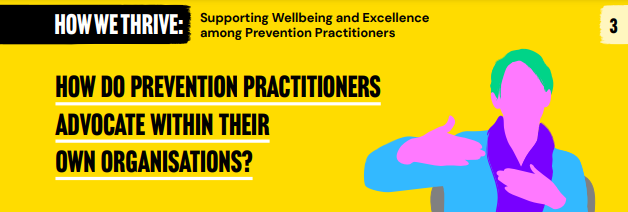 HOW WE THRIVE:
Supporting Wellbeing and Excellence
among Prevention Practitioners
3
HOW DO PREVENTION PRACTITIONERS
ADVOCATE WITHIN THEIR
OWN ORGANISATIONS?